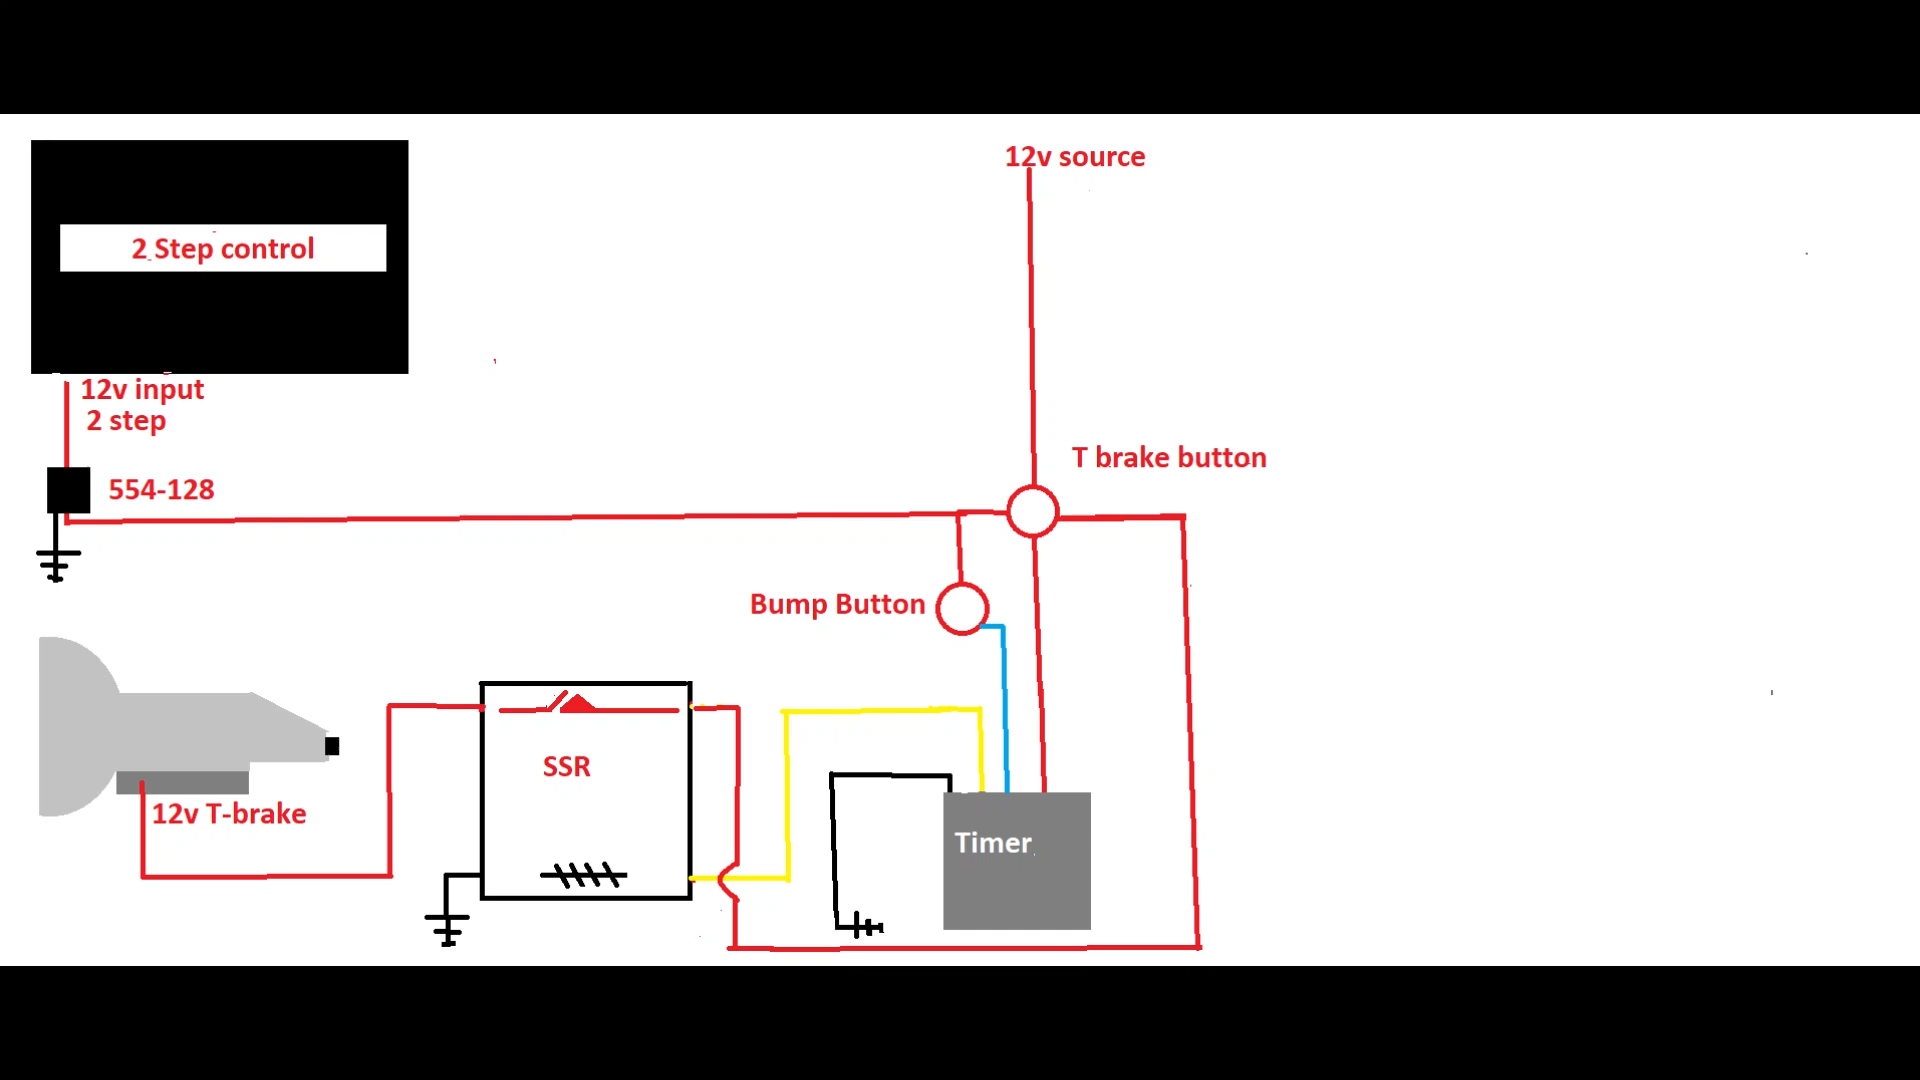 12v source
2 Step control
12v input
2 step
T brake button
554-128
Bump Button
SSR
12v T-brake
Timer